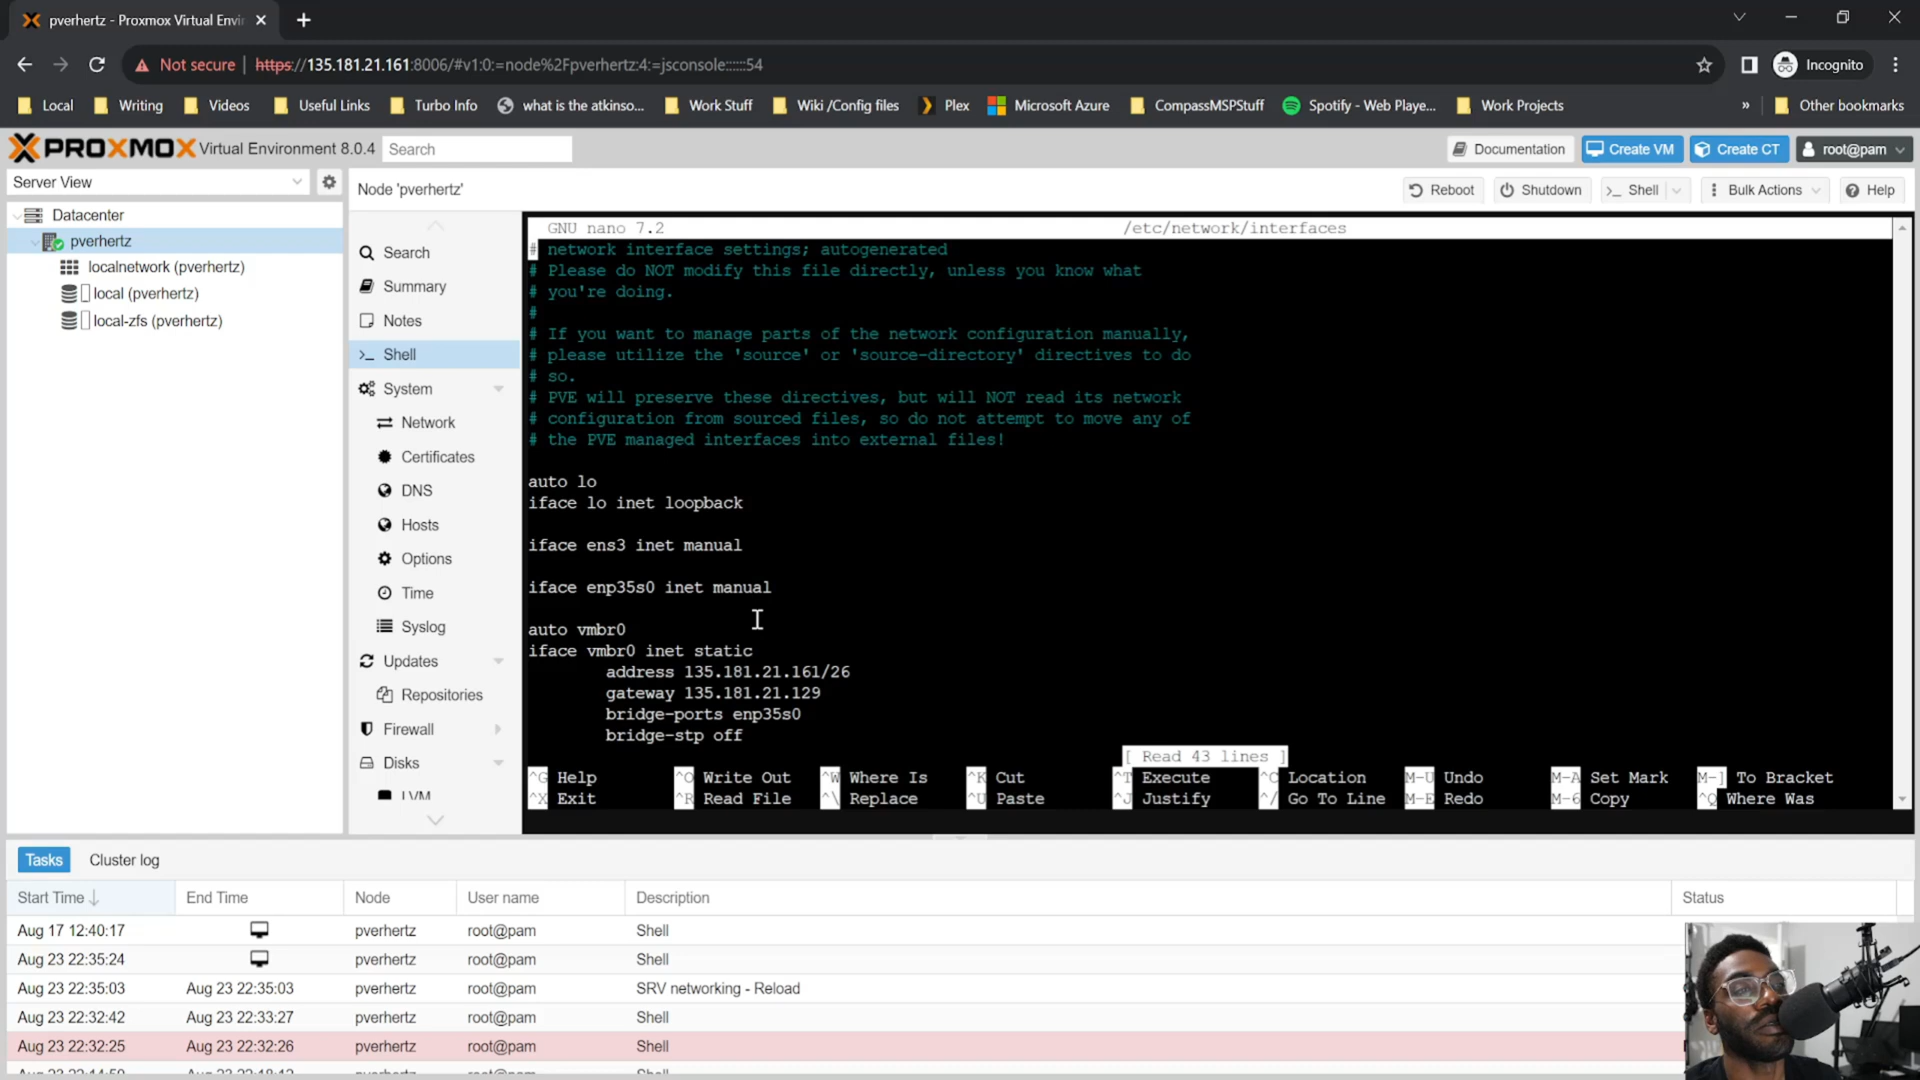 pverhertz - Proxmox Virtual Envi
Not secure | https://135.181.21.161:8006/#v1:0:=node%2Fpverhertz:4:=jsconsole::::::54
Incognito
Local
Writing
Videos
Useful Links
Turbo Info
what is the atkinso...
Work Stuff
Wiki /Config files
Plex
Microsoft Azure
CompassMSPStuff
Spotify - Web Playe...
Work Projects
»
Other bookmarks
PROXMOX Virtual Environment 8.0.4
Search
Documentation
Create VM
Create CT
root@pam
Server View
Node 'pverhertz'
Reboot
Shutdown
>_ Shell
Bulk Actions
Help
Datacenter
pverhertz
localnetwork (pverhertz)
local (pverhertz)
local-zfs (pverhertz)
Search
Summary
Notes
>_ Shell
System
Network
Certificates
DNS
Hosts
Options
Time
Syslog
Updates
Repositories
Firewall
Disks
LVM
GNU nano 7.2 /etc/network/interfaces
# network interface settings; autogenerated
# Please do NOT modify this file directly, unless you know what
# you're doing.
#
# If you want to manage parts of the network configuration manually,
# please utilize the 'source' or 'source-directory' directives to do
# so.
# PVE will preserve these directives, but will NOT read its network
# configuration from sourced files, so do not attempt to move any of
# the PVE managed interfaces into external files!
auto lo
iface lo inet loopback
iface ens3 inet manual
iface enp35s0 inet manual
auto vmbr0
iface vmbr0 inet static
address 135.181.21.161/26
gateway 135.181.21.129
bridge-ports enp35s0
bridge-stp off
[ Read 43 lines ]
^G Help ^O Write Out ^W Where Is ^K Cut ^T Execute ^C Location M-U Undo M-A Set Mark M-] To Bracket
^X Exit ^R Read File ^\ Replace ^U Paste ^J Justify ^/ Go To Line M-E Redo M-6 Copy ^Q Where Was
Tasks
Cluster log
Start Time End Time Node User name Description Status
Aug 17 12:40:17 pverhertz root@pam Shell
Aug 23 22:35:24 pverhertz root@pam Shell
Aug 23 22:35:03 Aug 23 22:35:03 pverhertz root@pam SRV networking - Reload
Aug 23 22:32:42 Aug 23 22:33:27 pverhertz root@pam Shell
Aug 23 22:32:25 Aug 23 22:32:26 pverhertz root@pam Shell